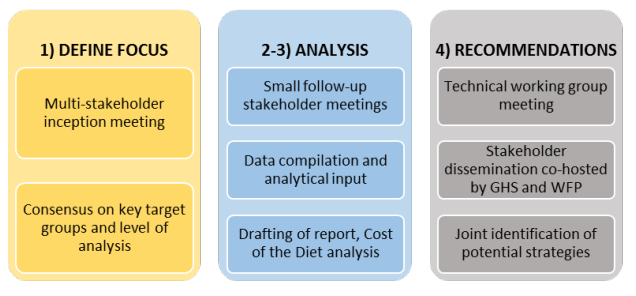 1) DEFINE FOCUS
Multi-stakeholder
inception meeting
Consensus on key target
groups and level of
analysis
2-3) ANALYSIS
Small follow-up
stakeholder meetings
Data compilation and
analytical input
Drafting of report, Cost
of the Diet analysis
4) RECOMMENDATIONS
Technical working group
meeting
Stakeholder
dissemination co-hosted
by GHS and WFP
Joint identification of
potential strategies